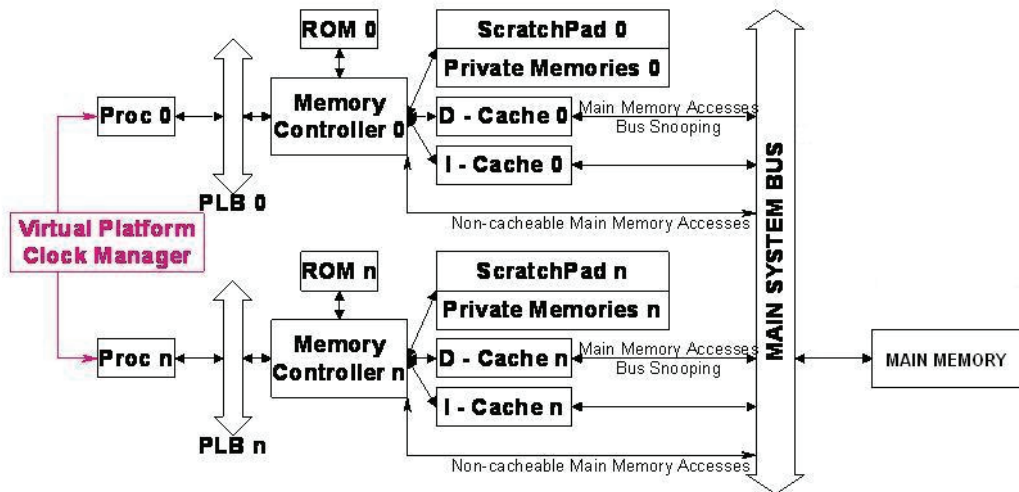 ROM 0
ScratchPad 0
Private Memories 0
Proc 0
Memory
Controller 0
D - Cache 0
Main Memory Accesses
Bus Snooping
I - Cache 0
PLB 0
Non-cacheable Main Memory Accesses
Virtual Platform
Clock Manager
MAIN SYSTEM BUS
ROM n
ScratchPad n
Private Memories n
Proc n
Memory
Controller n
D - Cache n
Main Memory Accesses
Bus Snooping
MAIN MEMORY
I - Cache n
PLB n
Non-cacheable Main Memory Accesses